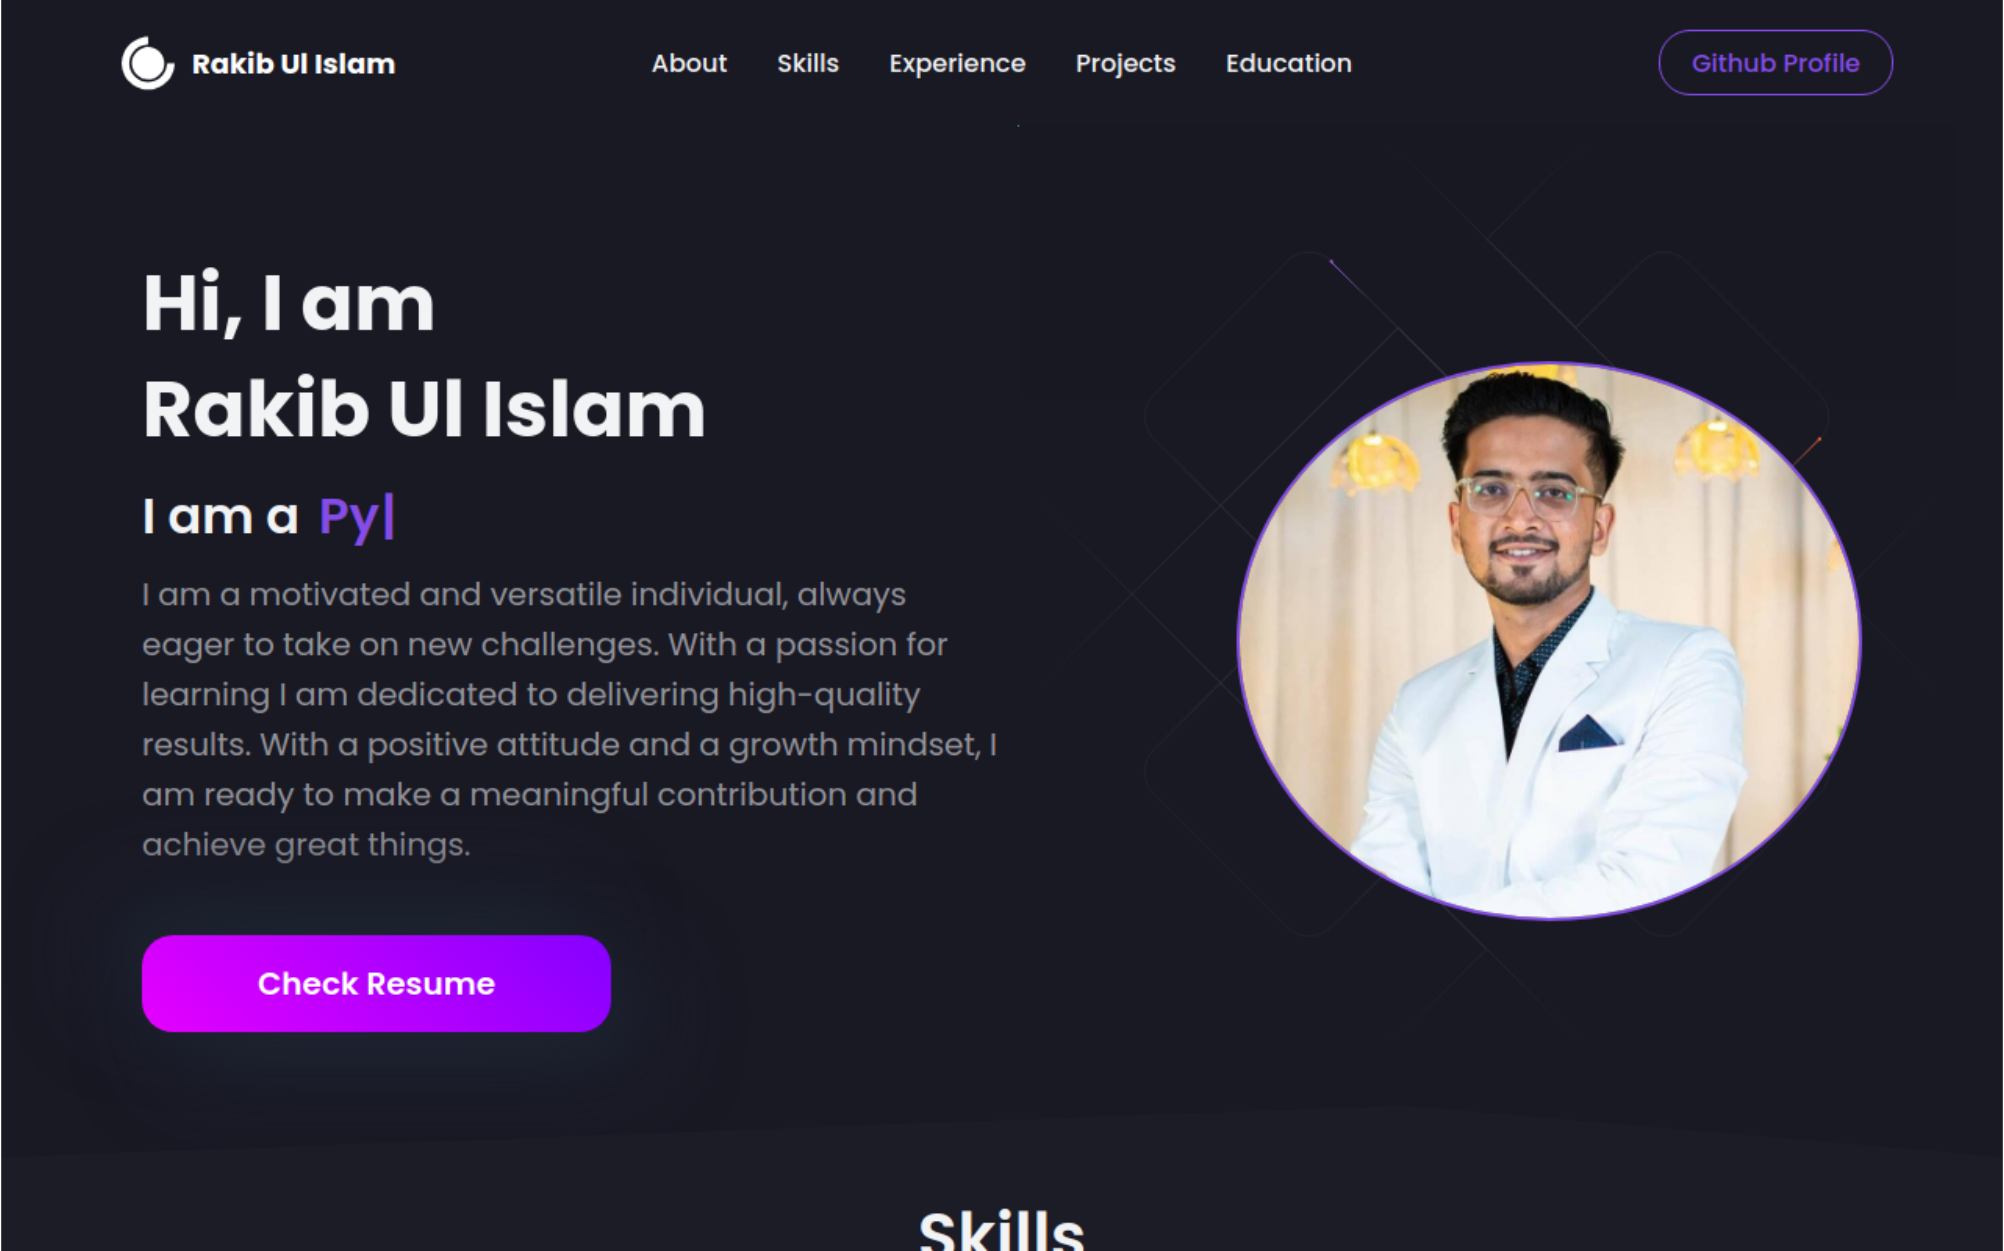 Rakib Ul Islam
About
Skills
Experience
Projects
Education
Github Profile
Hi, I am
Rakib Ul Islam
I am a Py|
I am a motivated and versatile individual, always
eager to take on new challenges. With a passion for
learning I am dedicated to delivering high-quality
results. With a positive attitude and a growth mindset, I
am ready to make a meaningful contribution and
achieve great things.
Check Resume
Skills